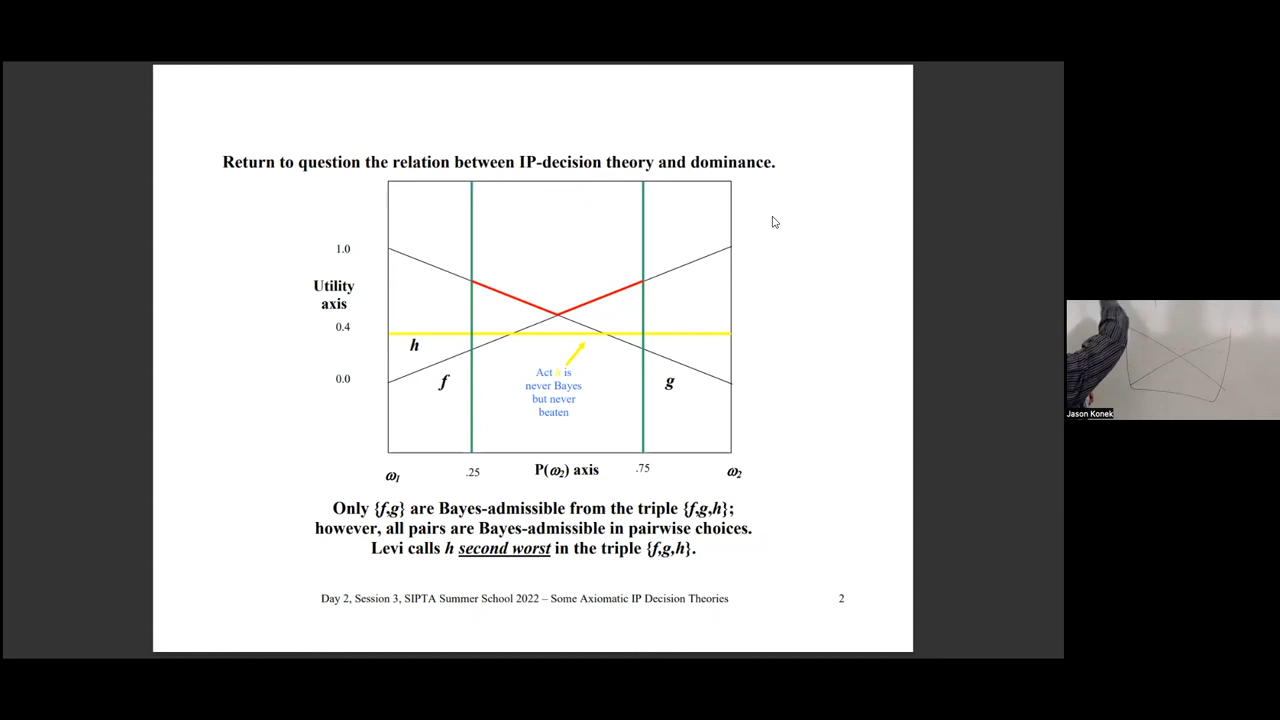 Return to question the relation between IP-decision theory and dominance.
1.0
Utility
axis
0.4
h
0.0
f
g
Act h is
never Bayes
but never
beaten
ω1
.25
P(ω2) axis
.75
ω2
Only {f,g} are Bayes-admissible from the triple {f,g,h};
however, all pairs are Bayes-admissible in pairwise choices.
Levi calls h second worst in the triple {f,g,h}.
Day 2, Session 3, SIPTA Summer School 2022 – Some Axiomatic IP Decision Theories
2
Jason Konek